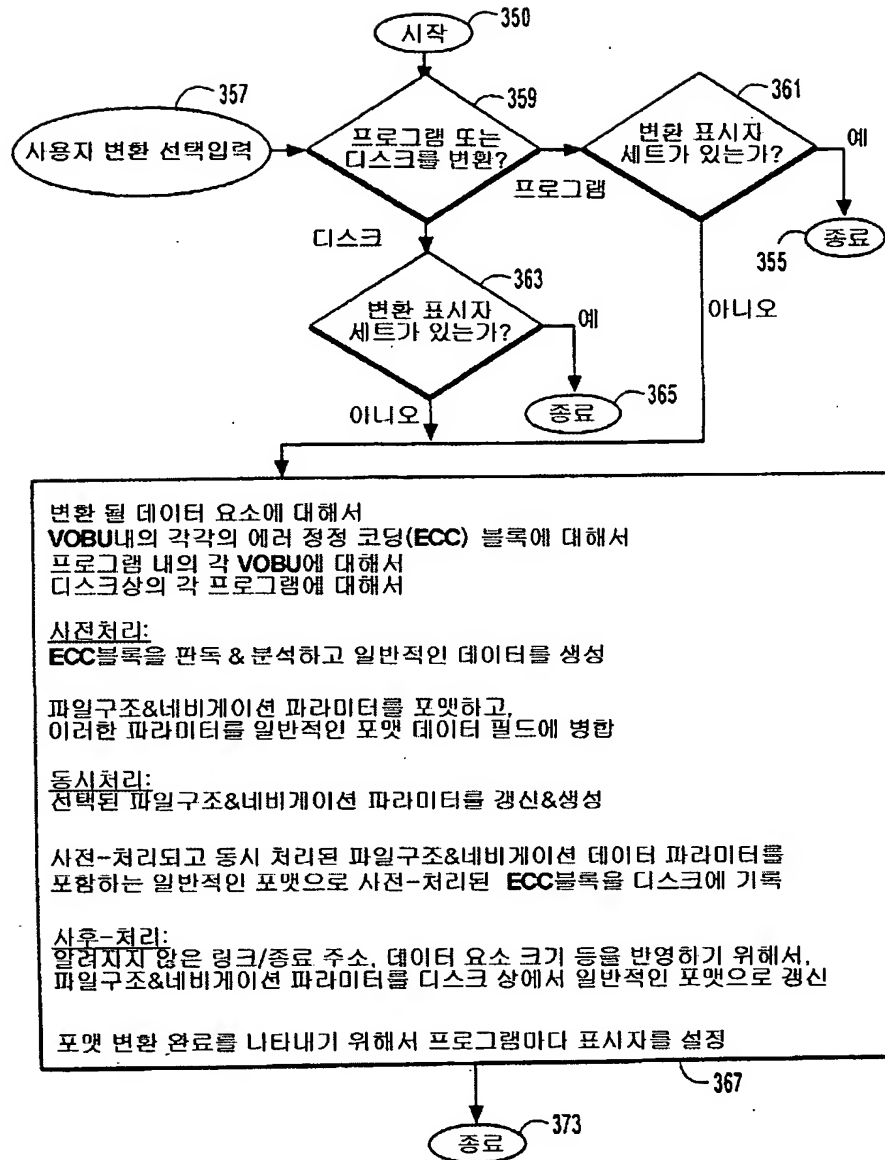 시작
350
357
사용자 변환 선택입력
359
프로그램 또는
디스크를 변환?
361
변환 표시자
세트가 있는가?
프로그램
예
355
종료
디스크
363
변환 표시자
세트가 있는가?
예
아니오
365
종료
아니오
변환 될 데이터 요소에 대해서
VOBU내의 각각의 에러 정정 코딩(ECC) 블록에 대해서
프로그램 내의 각 VOBU에 대해서
디스크상의 각 프로그램에 대해서
사전처리:
ECC블록을 판독 & 분석하고 일반적인 데이터를 생성
파일구조&네비게이션 파라미터를 포맷하고,
이러한 파라미터를 일반적인 포맷 데이터 필드에 병합
동시처리:
선택된 파일구조&네비게이션 파라미터를 갱신&생성
사전-처리되고 동시 처리된 파일구조&네비게이션 데이터 파라미터를
포함하는 일반적인 포맷으로 사전-처리된 ECC블록을 디스크에 기록
사후-처리:
알려지지 않은 링크/종료 주소, 데이터 요소 크기 등을 반영하기 위해서,
파일구조&네비게이션 파라미터를 디스크 상에서 일반적인 포맷으로 갱신
포맷 변환 완료를 나타내기 위해서 프로그램마다 표시자를 설정
367
종료
373